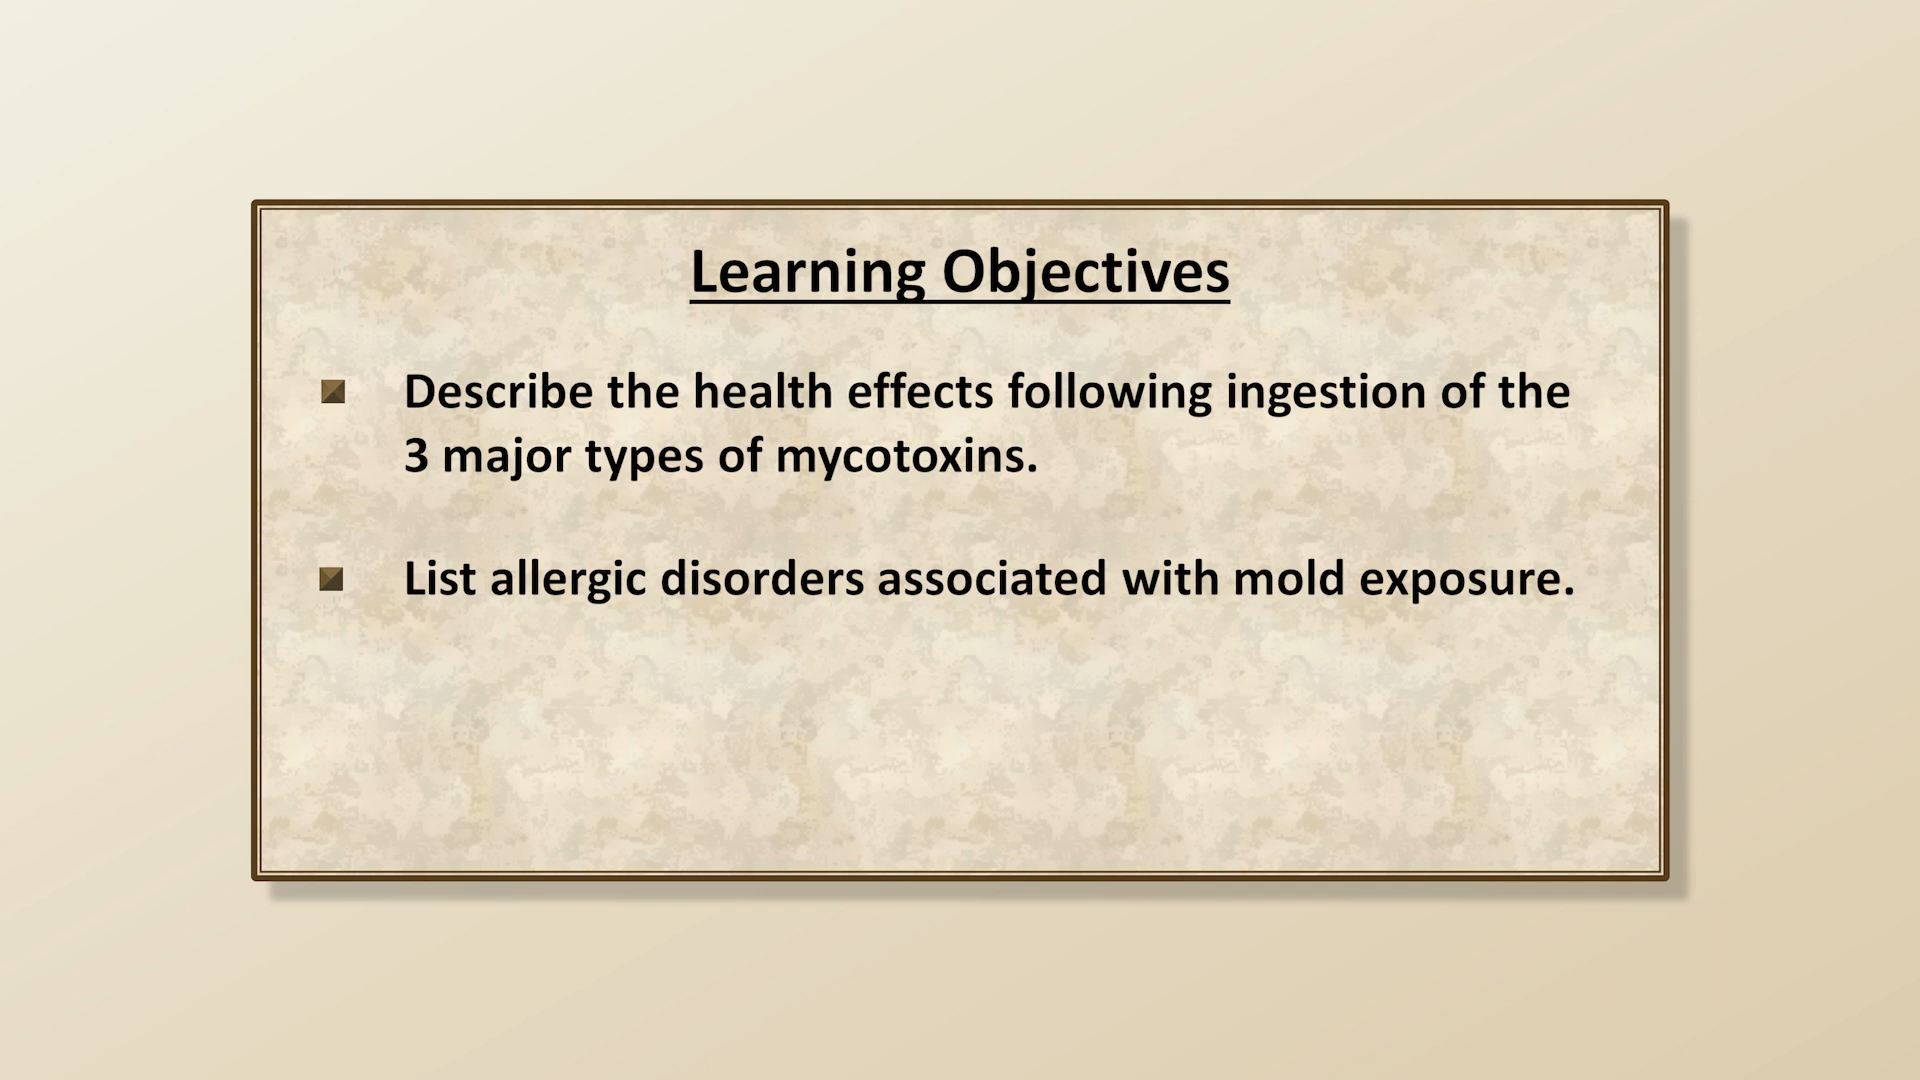 Learning Objectives
Describe the health effects following ingestion of the
3 major types of mycotoxins.
List allergic disorders associated with mold exposure.